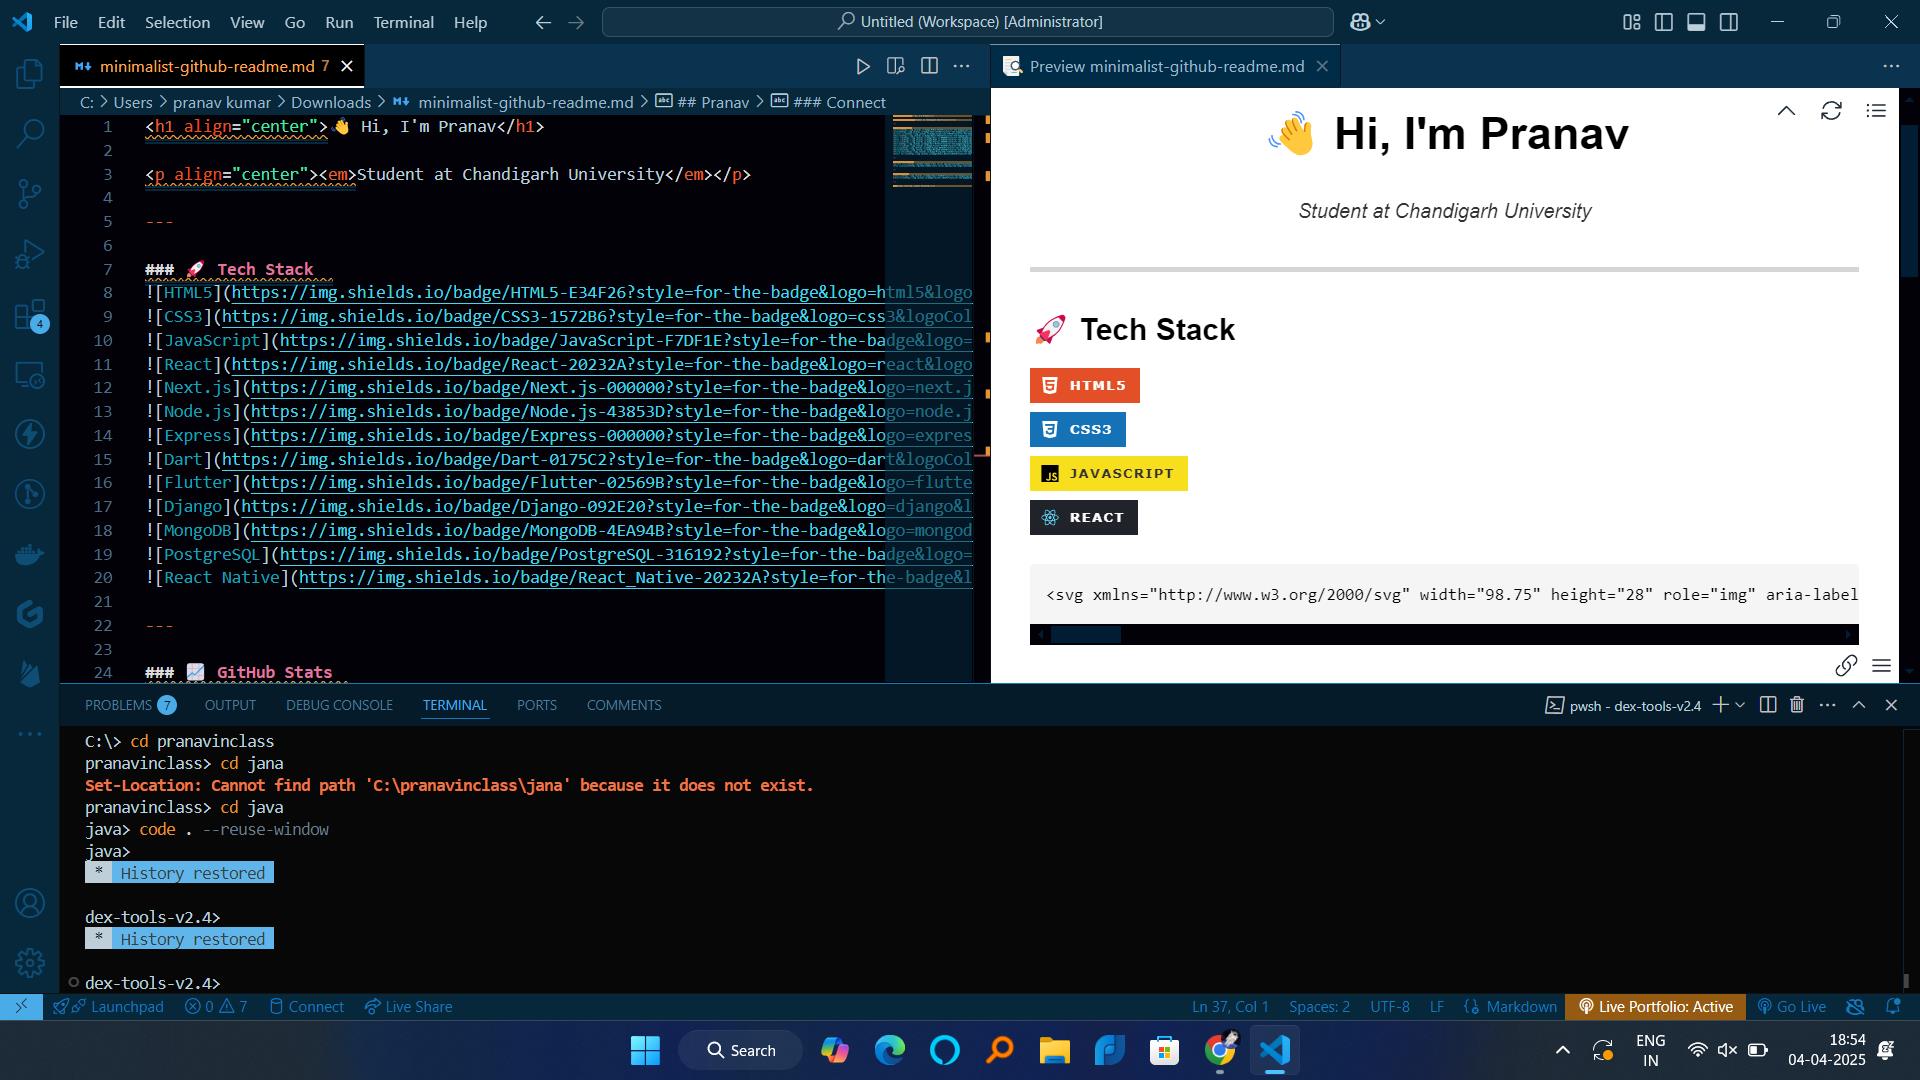 File Edit Selection View Go Run Terminal Help
Untitled (Workspace) [Administrator]
minimalist-github-readme.md 7
Preview minimalist-github-readme.md
C: > Users > pranav kumar > Downloads > minimalist-github-readme.md > ## Pranav > ### Connect
1 <h1 align="center">👋 Hi, I'm Pranav</h1>
2
3 <p align="center"><em>Student at Chandigarh University</em></p>
4
5 ---
6
7 ### 🚀 Tech Stack
8 ![HTML5](https://img.shields.io/badge/HTML5-E34F26?style=for-the-badge&logo=html5&logo
9 ![CSS3](https://img.shields.io/badge/CSS3-1572B6?style=for-the-badge&logo=css3&logoCol
10 ![JavaScript](https://img.shields.io/badge/JavaScript-F7DF1E?style=for-the-badge&logo=
11 ![React](https://img.shields.io/badge/React-20232A?style=for-the-badge&logo=react&logo
12 ![Next.js](https://img.shields.io/badge/Next.js-000000?style=for-the-badge&logo=next.j
13 ![Node.js](https://img.shields.io/badge/Node.js-43853D?style=for-the-badge&logo=node.j
14 ![Express](https://img.shields.io/badge/Express-000000?style=for-the-badge&logo=expres
15 ![Dart](https://img.shields.io/badge/Dart-0175C2?style=for-the-badge&logo=dart&logoCol
16 ![Flutter](https://img.shields.io/badge/Flutter-02569B?style=for-the-badge&logo=flutte
17 ![Django](https://img.shields.io/badge/Django-092E20?style=for-the-badge&logo=django&l
18 ![MongoDB](https://img.shields.io/badge/MongoDB-4EA94B?style=for-the-badge&logo=mongod
19 ![PostgreSQL](https://img.shields.io/badge/PostgreSQL-316192?style=for-the-badge&logo=
20 ![React Native](https://img.shields.io/badge/React_Native-20232A?style=for-the-badge&l
21
22 ---
23
24 ### 📈 GitHub Stats
👋 Hi, I'm Pranav
Student at Chandigarh University
🚀 Tech Stack
HTML5
CSS3
JS JAVASCRIPT
REACT
<svg xmlns="http://www.w3.org/2000/svg" width="98.75" height="28" role="img" aria-label
4
PROBLEMS 7 OUTPUT DEBUG CONSOLE TERMINAL PORTS COMMENTS
pwsh - dex-tools-v2.4
C:\> cd pranavinclass
pranavinclass> cd jana
Set-Location: Cannot find path 'C:\pranavinclass\jana' because it does not exist.
pranavinclass> cd java
java> code . --reuse-window
java>
* History restored
dex-tools-v2.4>
* History restored
dex-tools-v2.4>
Launchpad 0 7 Connect Live Share
Ln 37, Col 1 Spaces: 2 UTF-8 LF {} Markdown Live Portfolio: Active Go Live
Search
ENG
IN
18:54
04-04-2025